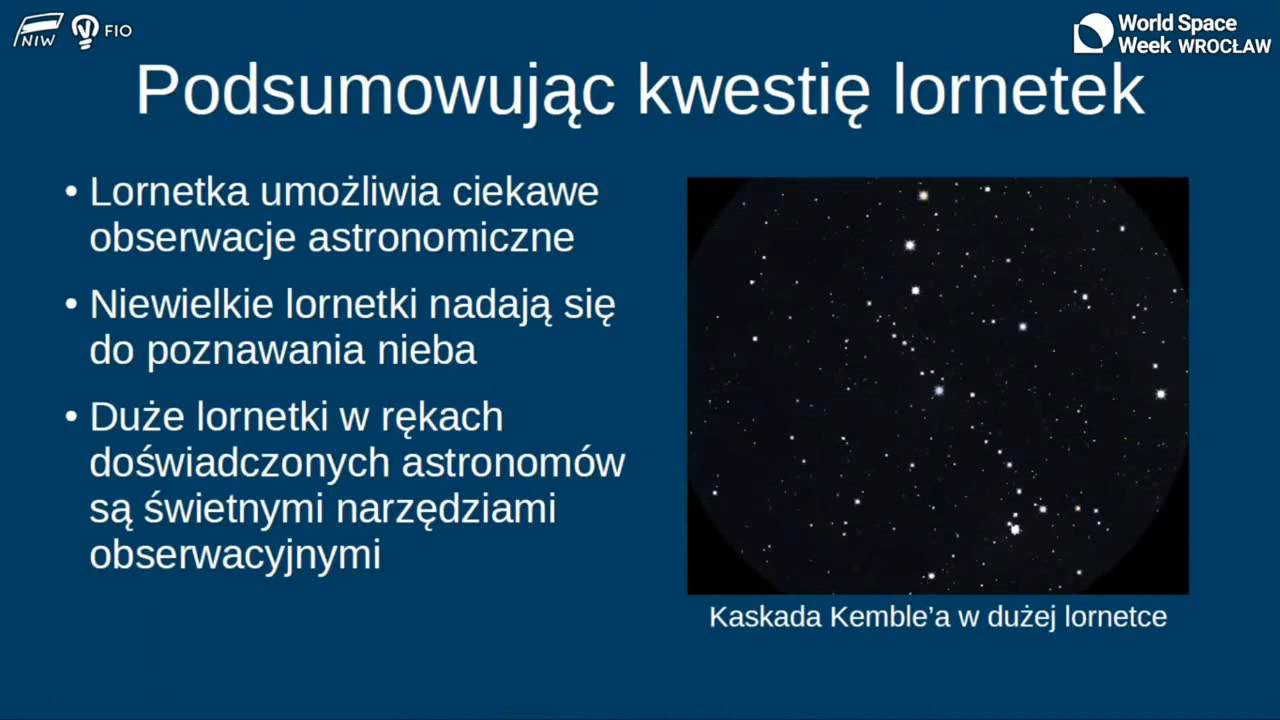 NIW FIO
World Space
Week WROCŁAW
Podsumowując kwestię lornetek
• Lornetka umożliwia ciekawe
obserwacje astronomiczne
• Niewielkie lornetki nadają się
do poznawania nieba
• Duże lornetki w rękach
doświadczonych astronomów
są świetnymi narzędziami
obserwacyjnymi
Kaskada Kemble’a w dużej lornetce